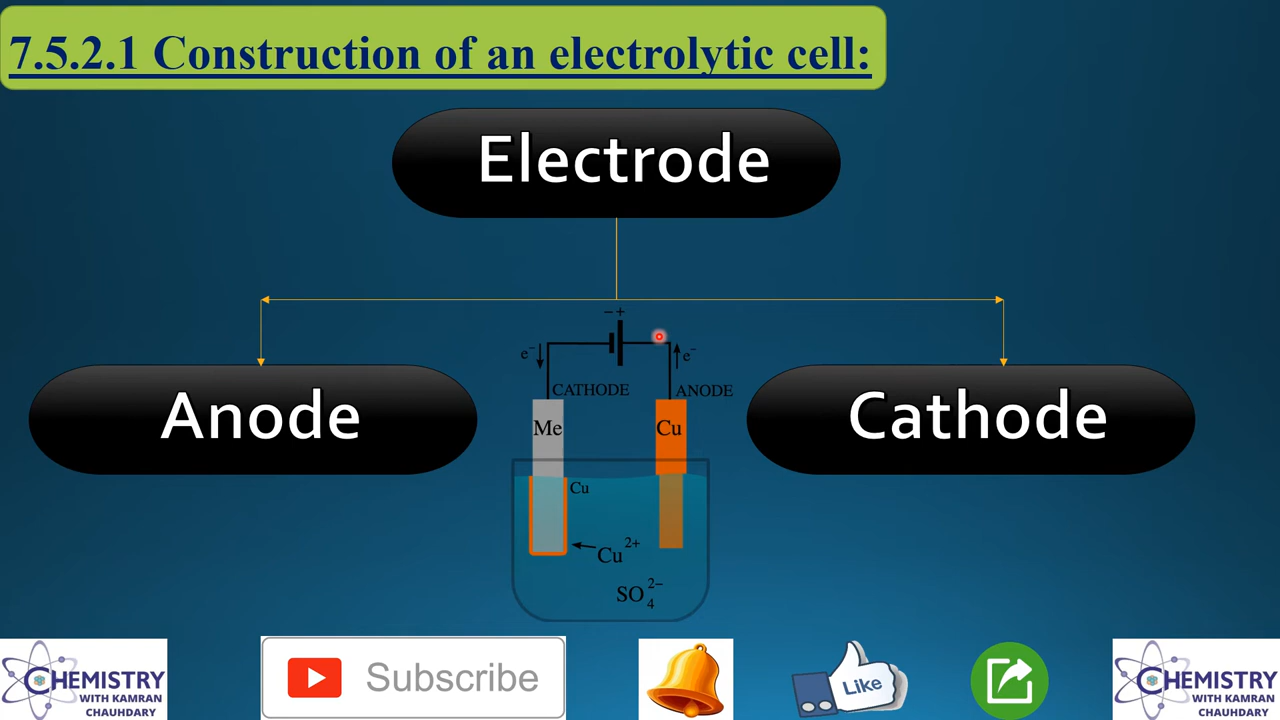 7.5.2.1 Construction of an electrolytic cell:
Electrode
− +
e⁻
e⁻
CATHODE
ANODE
Anode
Cathode
Me
Cu
Cu
Cu²⁺
SO₄²⁻
CHEMISTRY
WITH KAMRAN
CHAUHDARY
Subscribe
Like
CHEMISTRY
WITH KAMRAN
CHAUHDARY